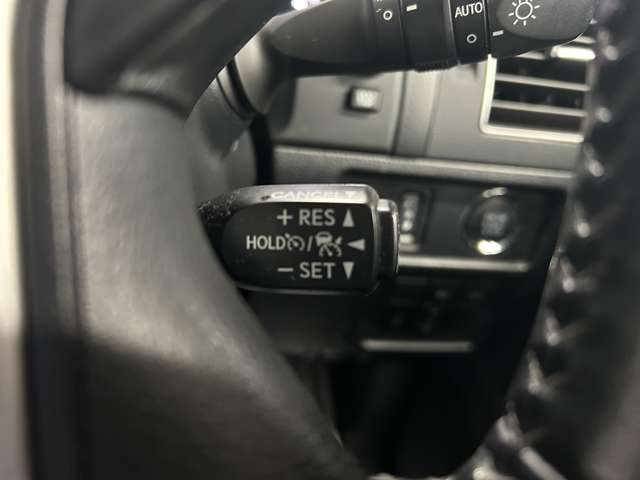 AUTO
CANCEL▼
+ RES ▲
HOLD / ◄
− SET ▼